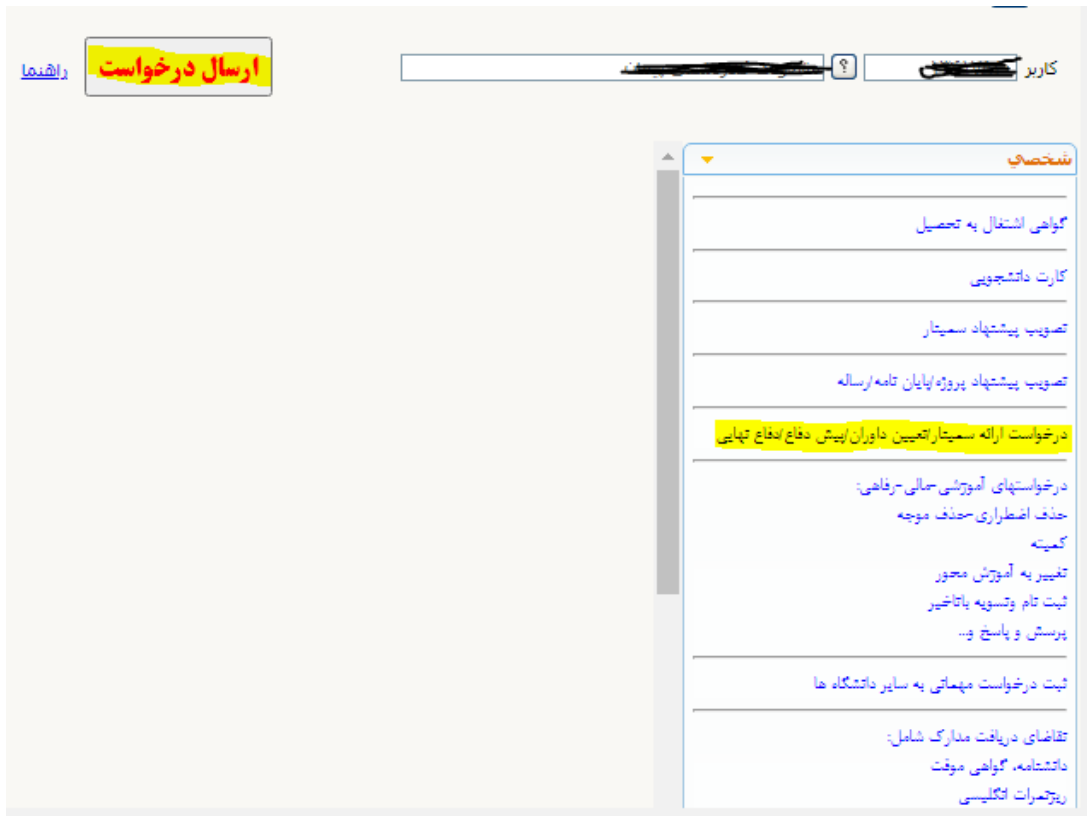 کاربر
؟
ارسال درخواست
راهنما
شخصي
گواهی اشتغال به تحصیل
کارت دانشجویی
تصویب پیشنهاد سمینار
تصویب پیشنهاد پروژه/پایان نامه/رساله
درخواست ارائه سمینار/تعیین داوران/پیش دفاع/دفاع نهایی
درخواستهای آموزشی-مالی-رفاهی:
حذف اضطراری-حذف موجه
کمیته
تغییر به آموزش محور
ثبت نام وتسویه باتاخیر
پرسش و پاسخ و...
ثبت درخواست مهمانی به سایر دانشگاه ها
تقاضای دریافت مدارک شامل:
دانشنامه، گواهی موقت
ریزنمرات انگلیسی